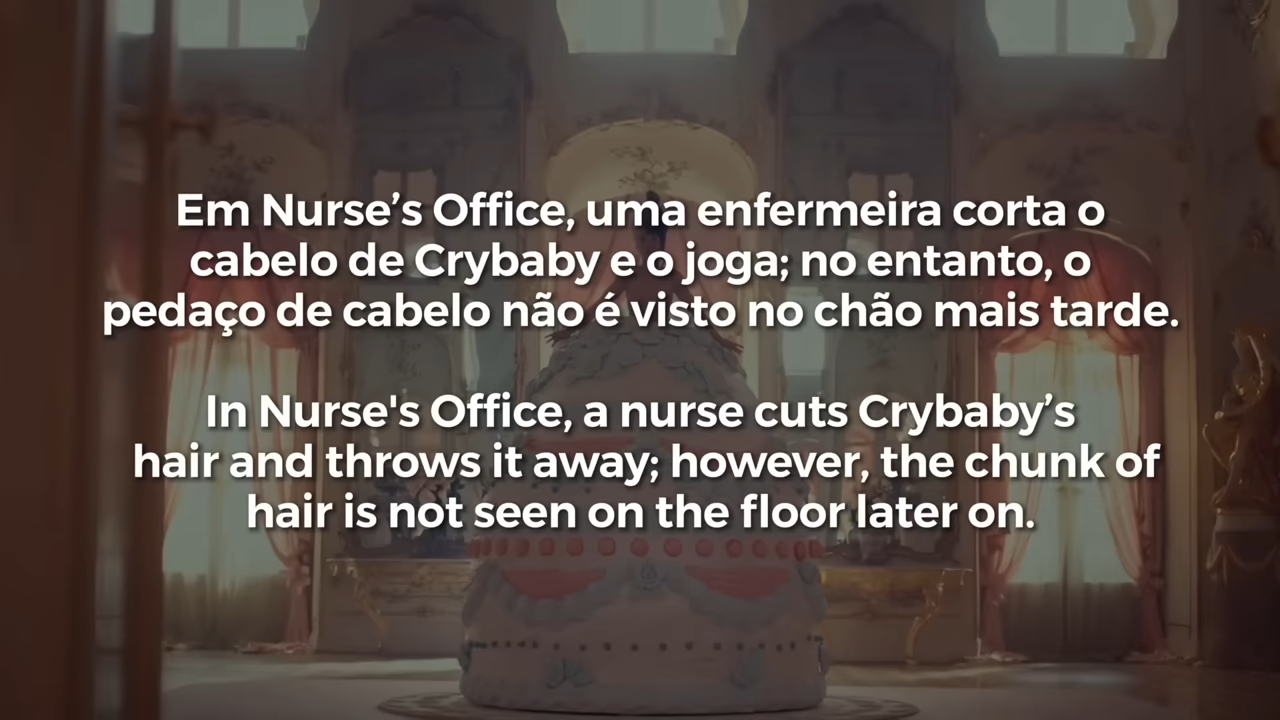 Em Nurse’s Office, uma enfermeira corta o
cabelo de Crybaby e o joga; no entanto, o
pedaço de cabelo não é visto no chão mais tarde.
In Nurse's Office, a nurse cuts Crybaby’s
hair and throws it away; however, the chunk of
hair is not seen on the floor later on.